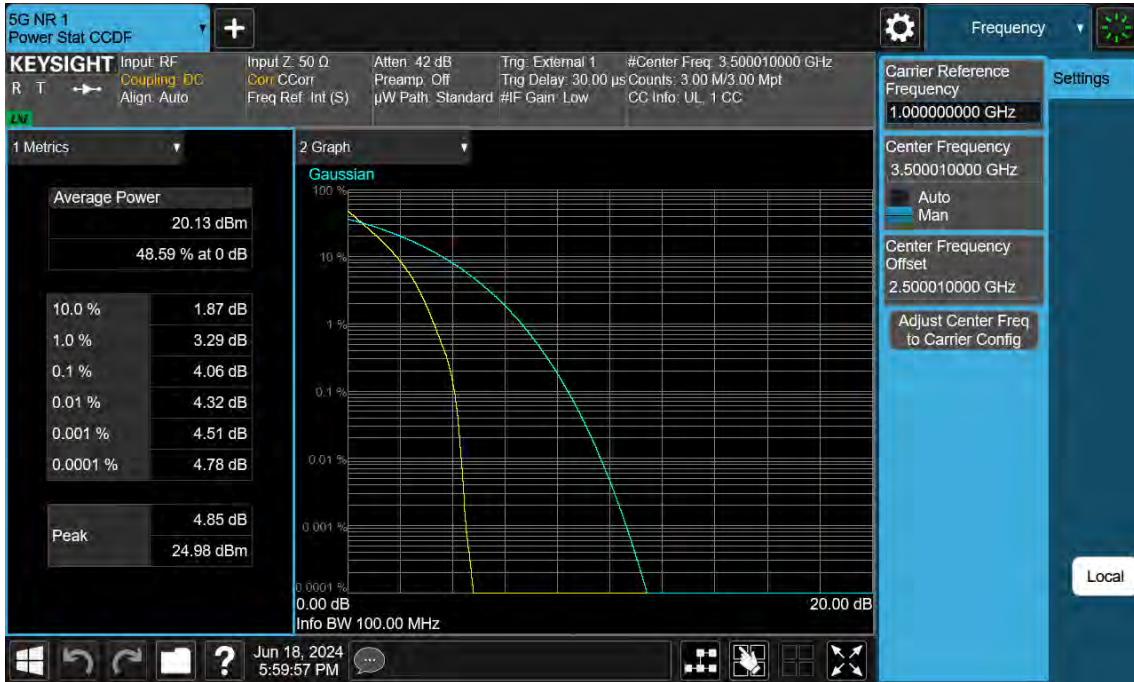 5G NR 1
Power Stat CCDF
Frequency
KEYSIGHT
R T
Input: RF
Coupling: DC
Align: Auto
Input Z: 50 Ω
Corr CCorr
Freq Ref: Int (S)
Atten: 42 dB
Preamp: Off
µW Path: Standard
Trig: External 1
Trig Delay: 30.00 µs
#IF Gain: Low
#Center Freq: 3.500010000 GHz
Counts: 3.00 M/3.00 Mpt
CC Info: UL, 1 CC
1 Metrics
Average Power
20.13 dBm
48.59 % at 0 dB
10.0 % 1.87 dB
1.0 % 3.29 dB
0.1 % 4.06 dB
0.01 % 4.32 dB
0.001 % 4.51 dB
0.0001 % 4.78 dB
Peak
4.85 dB
24.98 dBm
2 Graph
Gaussian
100 %
10 %
1 %
0.1 %
0.01 %
0.001 %
0.0001 %
0.00 dB 20.00 dB
Info BW 100.00 MHz
Carrier Reference
Frequency
1.000000000 GHz
Center Frequency
3.500010000 GHz
Auto
Man
Center Frequency
Offset
2.500010000 GHz
Adjust Center Freq
to Carrier Config
Settings
Local
?
Jun 18, 2024
5:59:57 PM